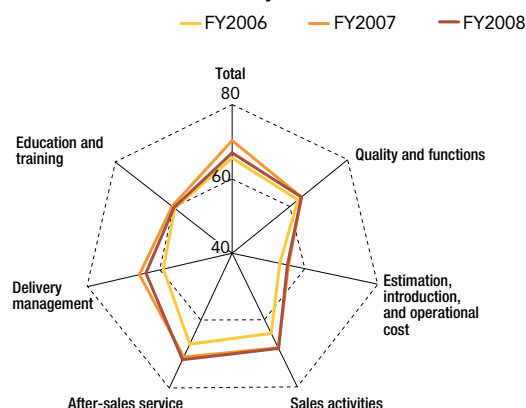 FY2006 FY2007 FY2008
Total
80
Education and
training
Quality and functions
60
40
Delivery
management
Estimation,
introduction,
and operational
cost
After-sales service
Sales activities